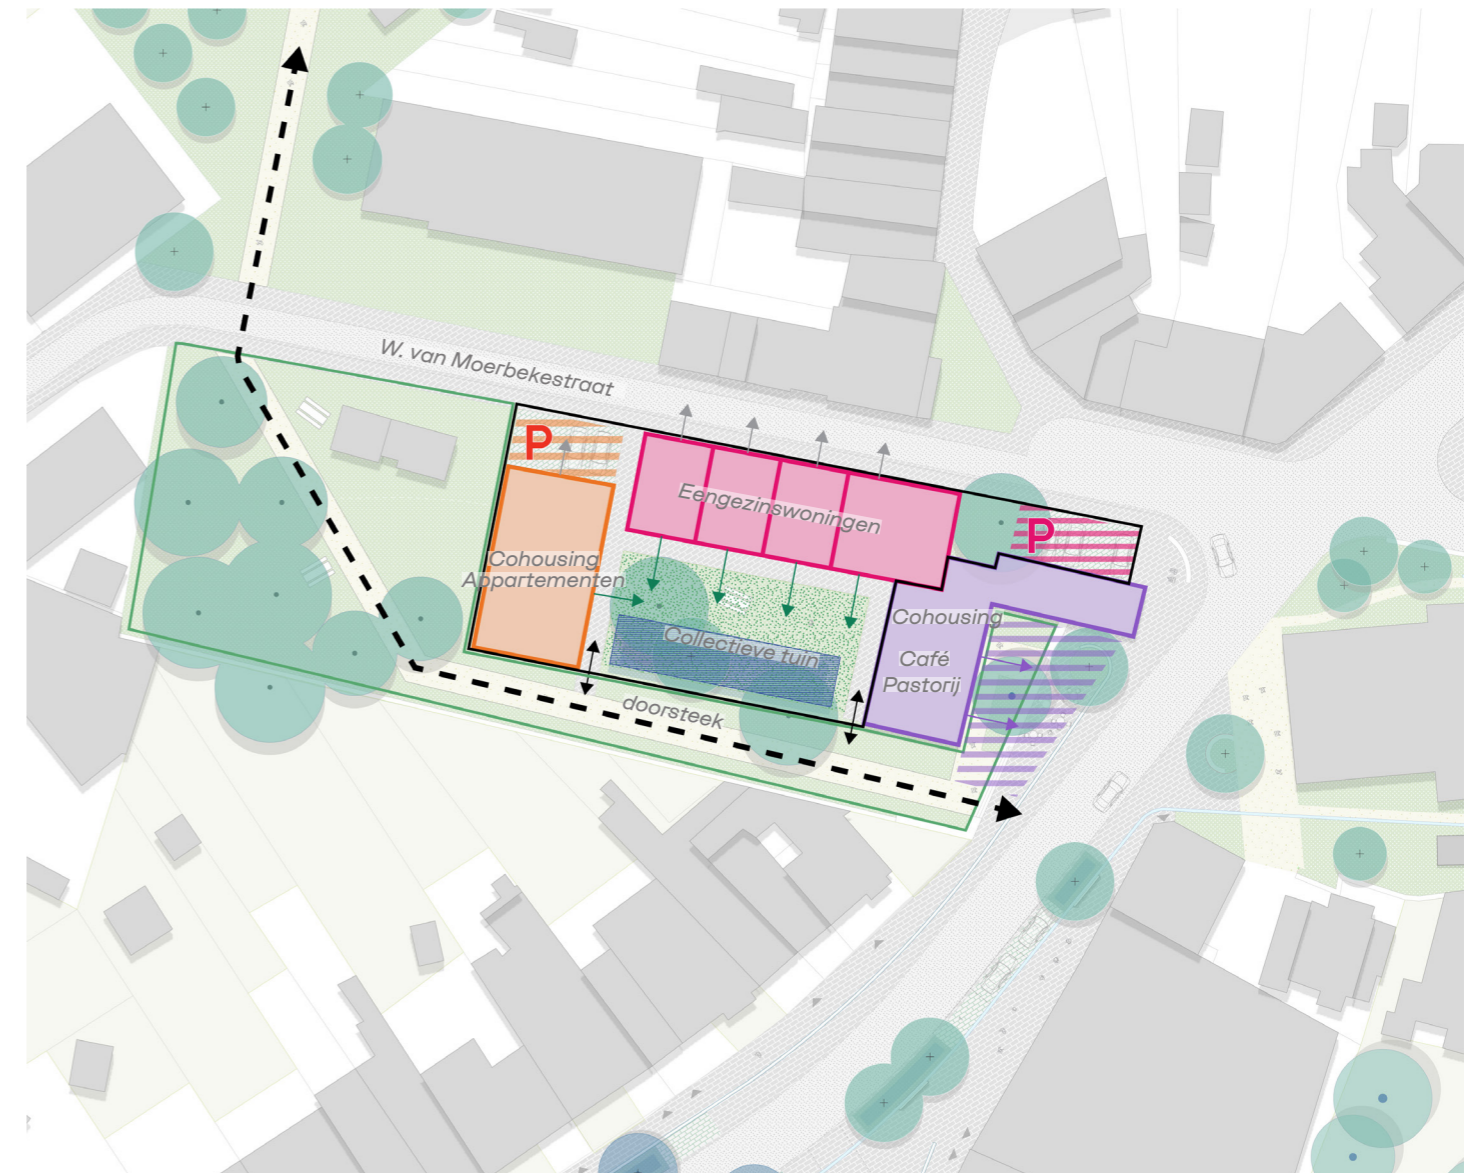 W. van Moerbekestraat
P
Eengezinswoningen
P
Cohousing
Appartementen
Cohousing
Collectieve tuin
Café
Pastorij
doorsteek